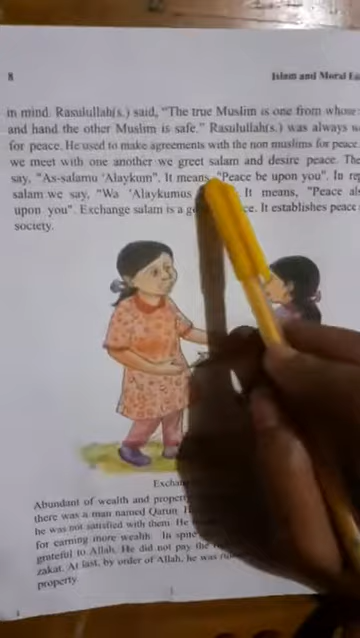 8
Islam and Moral
in mind. Rasulullah(s.) said, "The true Muslim is one from whose
and hand the other Muslim is safe." Rasulullah(s.) was always
for peace. He used to make agreements with the non muslims for peace.
we meet with one another we greet salam and desire peace. The
say, "As-salamu 'Alaykum". It means, "Peace be upon you". In
salam we say, "Wa 'Alaykumus It means, "Peace
upon you". Exchange salam is a It establishes peace
society.
Abundant of wealth and
there was a man named Qarun.
he was not satisfied with them. He
for earning more wealth. In
grateful to Allah. He did not pay the
zakat. At last, by order of Allah, he was
property.